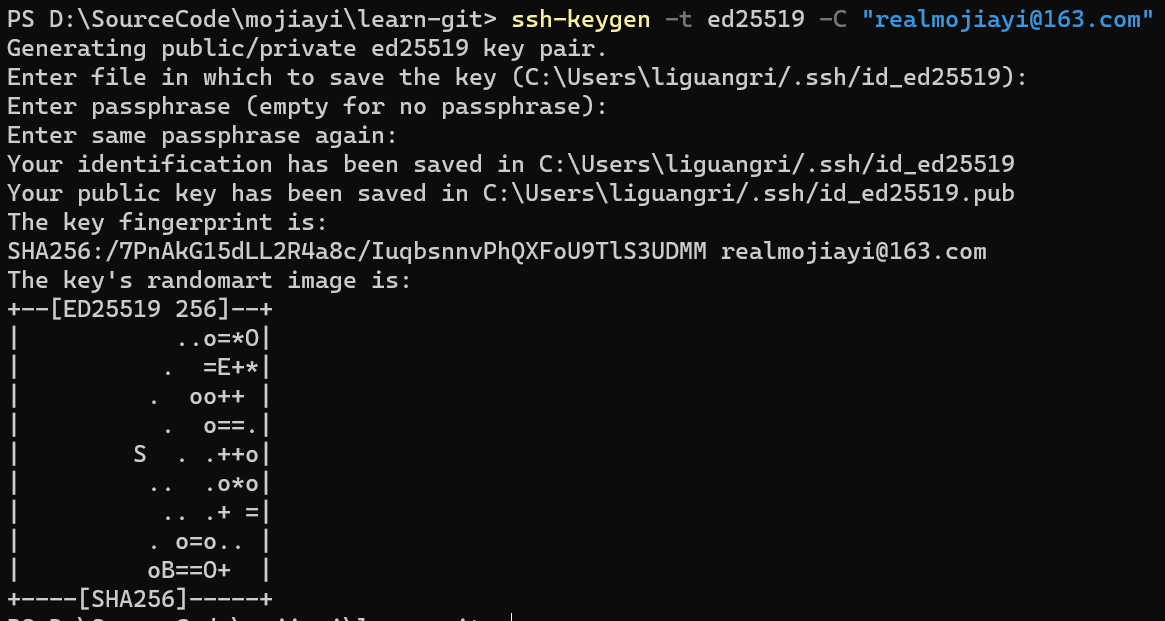 PS D:\SourceCode\mojiayi\learn-git> ssh-keygen -t ed25519 -C "realmojiayi@163.com"
Generating public/private ed25519 key pair.
Enter file in which to save the key (C:\Users\liguangri/.ssh/id_ed25519):
Enter passphrase (empty for no passphrase):
Enter same passphrase again:
Your identification has been saved in C:\Users\liguangri/.ssh/id_ed25519
Your public key has been saved in C:\Users\liguangri/.ssh/id_ed25519.pub
The key fingerprint is:
SHA256:/7PnAkG15dLL2R4a8c/IuqbsnnvPhQXFoU9TlS3UDMM realmojiayi@163.com
The key's randomart image is:
+--[ED25519 256]--+
|           ..o=*O|
|          .  =E+*|
|         .  oo++ |
|          .  o==.|
|        S  . .++o|
|         ..  .o*o|
|          .. .+ =|
|         . o=o.. |
|         oB==O+  |
+----[SHA256]-----+